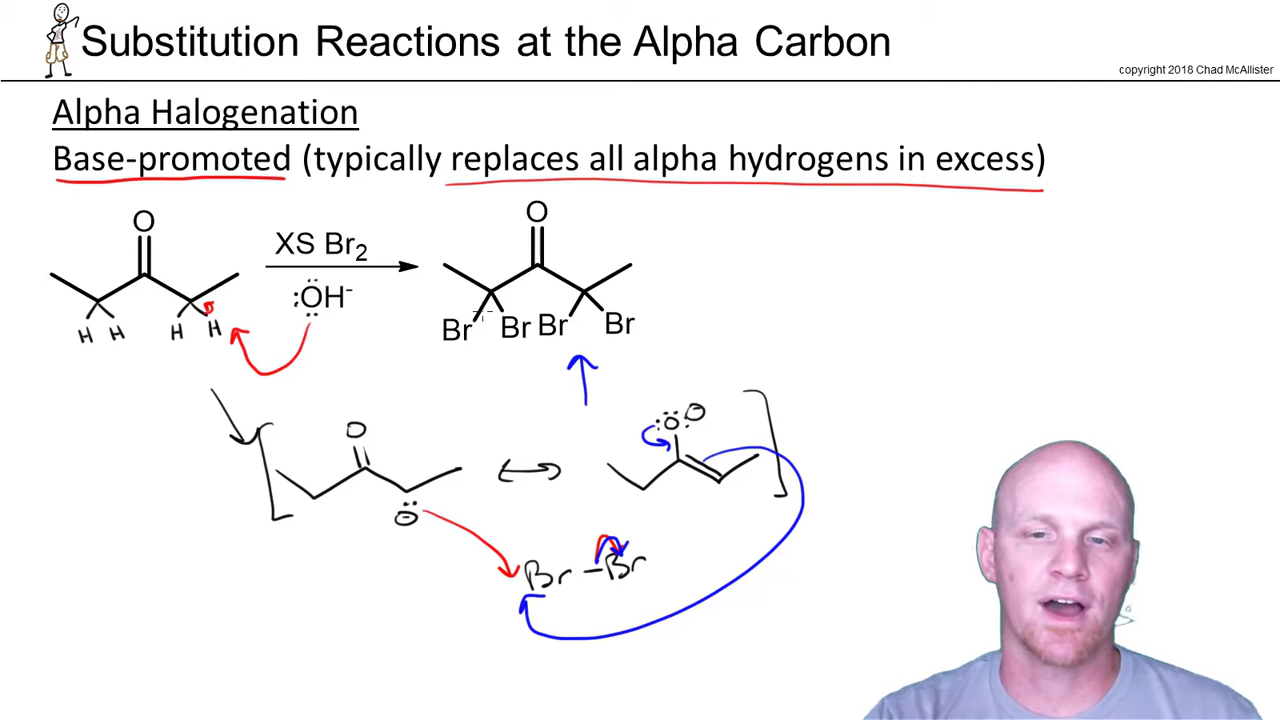 Substitution Reactions at the Alpha Carbon
copyright 2018 Chad McAllister
Alpha Halogenation
Base-promoted (typically replaces all alpha hydrogens in excess)
O
XS Br₂
:ÖH⁻
H H H H
O
Br Br Br Br
O
⊖
:Ö: ⊖
Br – Br